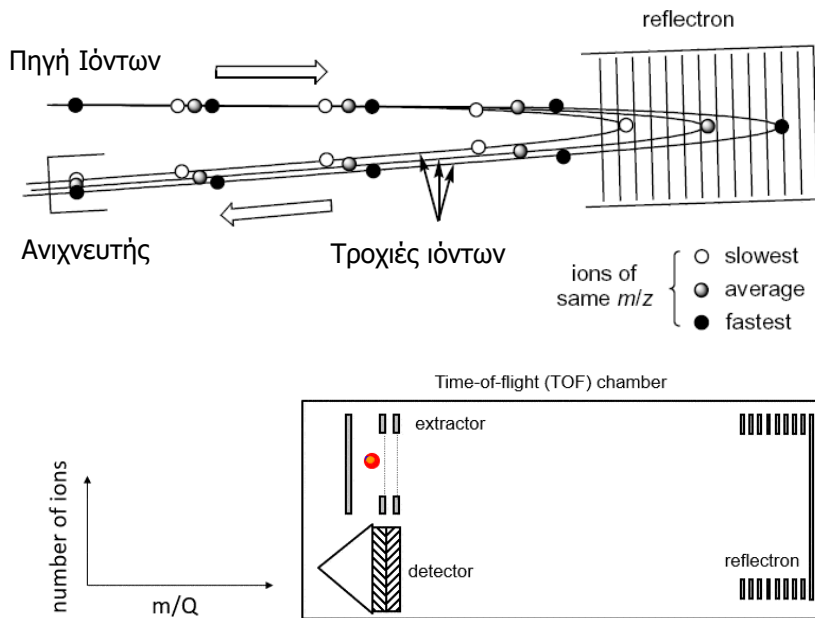 reflectron
Πηγή Ιόντων
Ανιχνευτής
Τροχιές ιόντων
ions of
same m/z
slowest
average
fastest
Time-of-flight (TOF) chamber
extractor
number of ions
m/Q
detector
reflectron